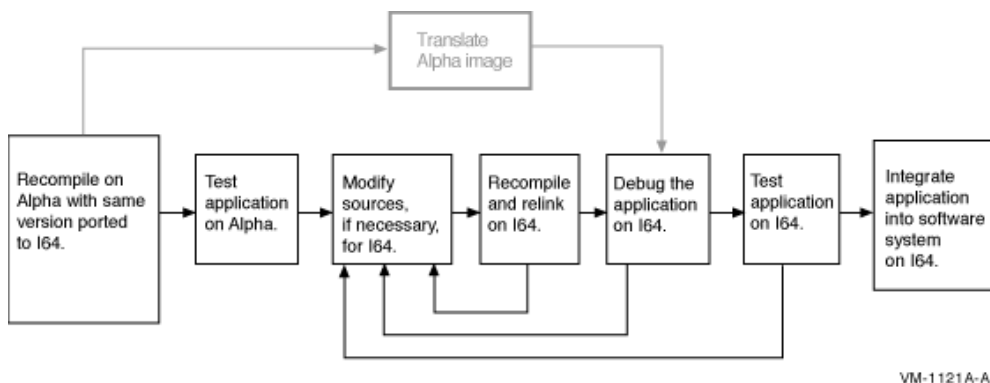 Translate
Alpha image
Recompile on
Alpha with same
version ported
to I64.
Test
application
on Alpha.
Modify
sources,
if necessary,
for I64.
Recompile
and relink
on I64.
Debug the
application
on I64.
Test
application
on I64.
Integrate
application
into software
system
on I64.
VM-1121A-AI